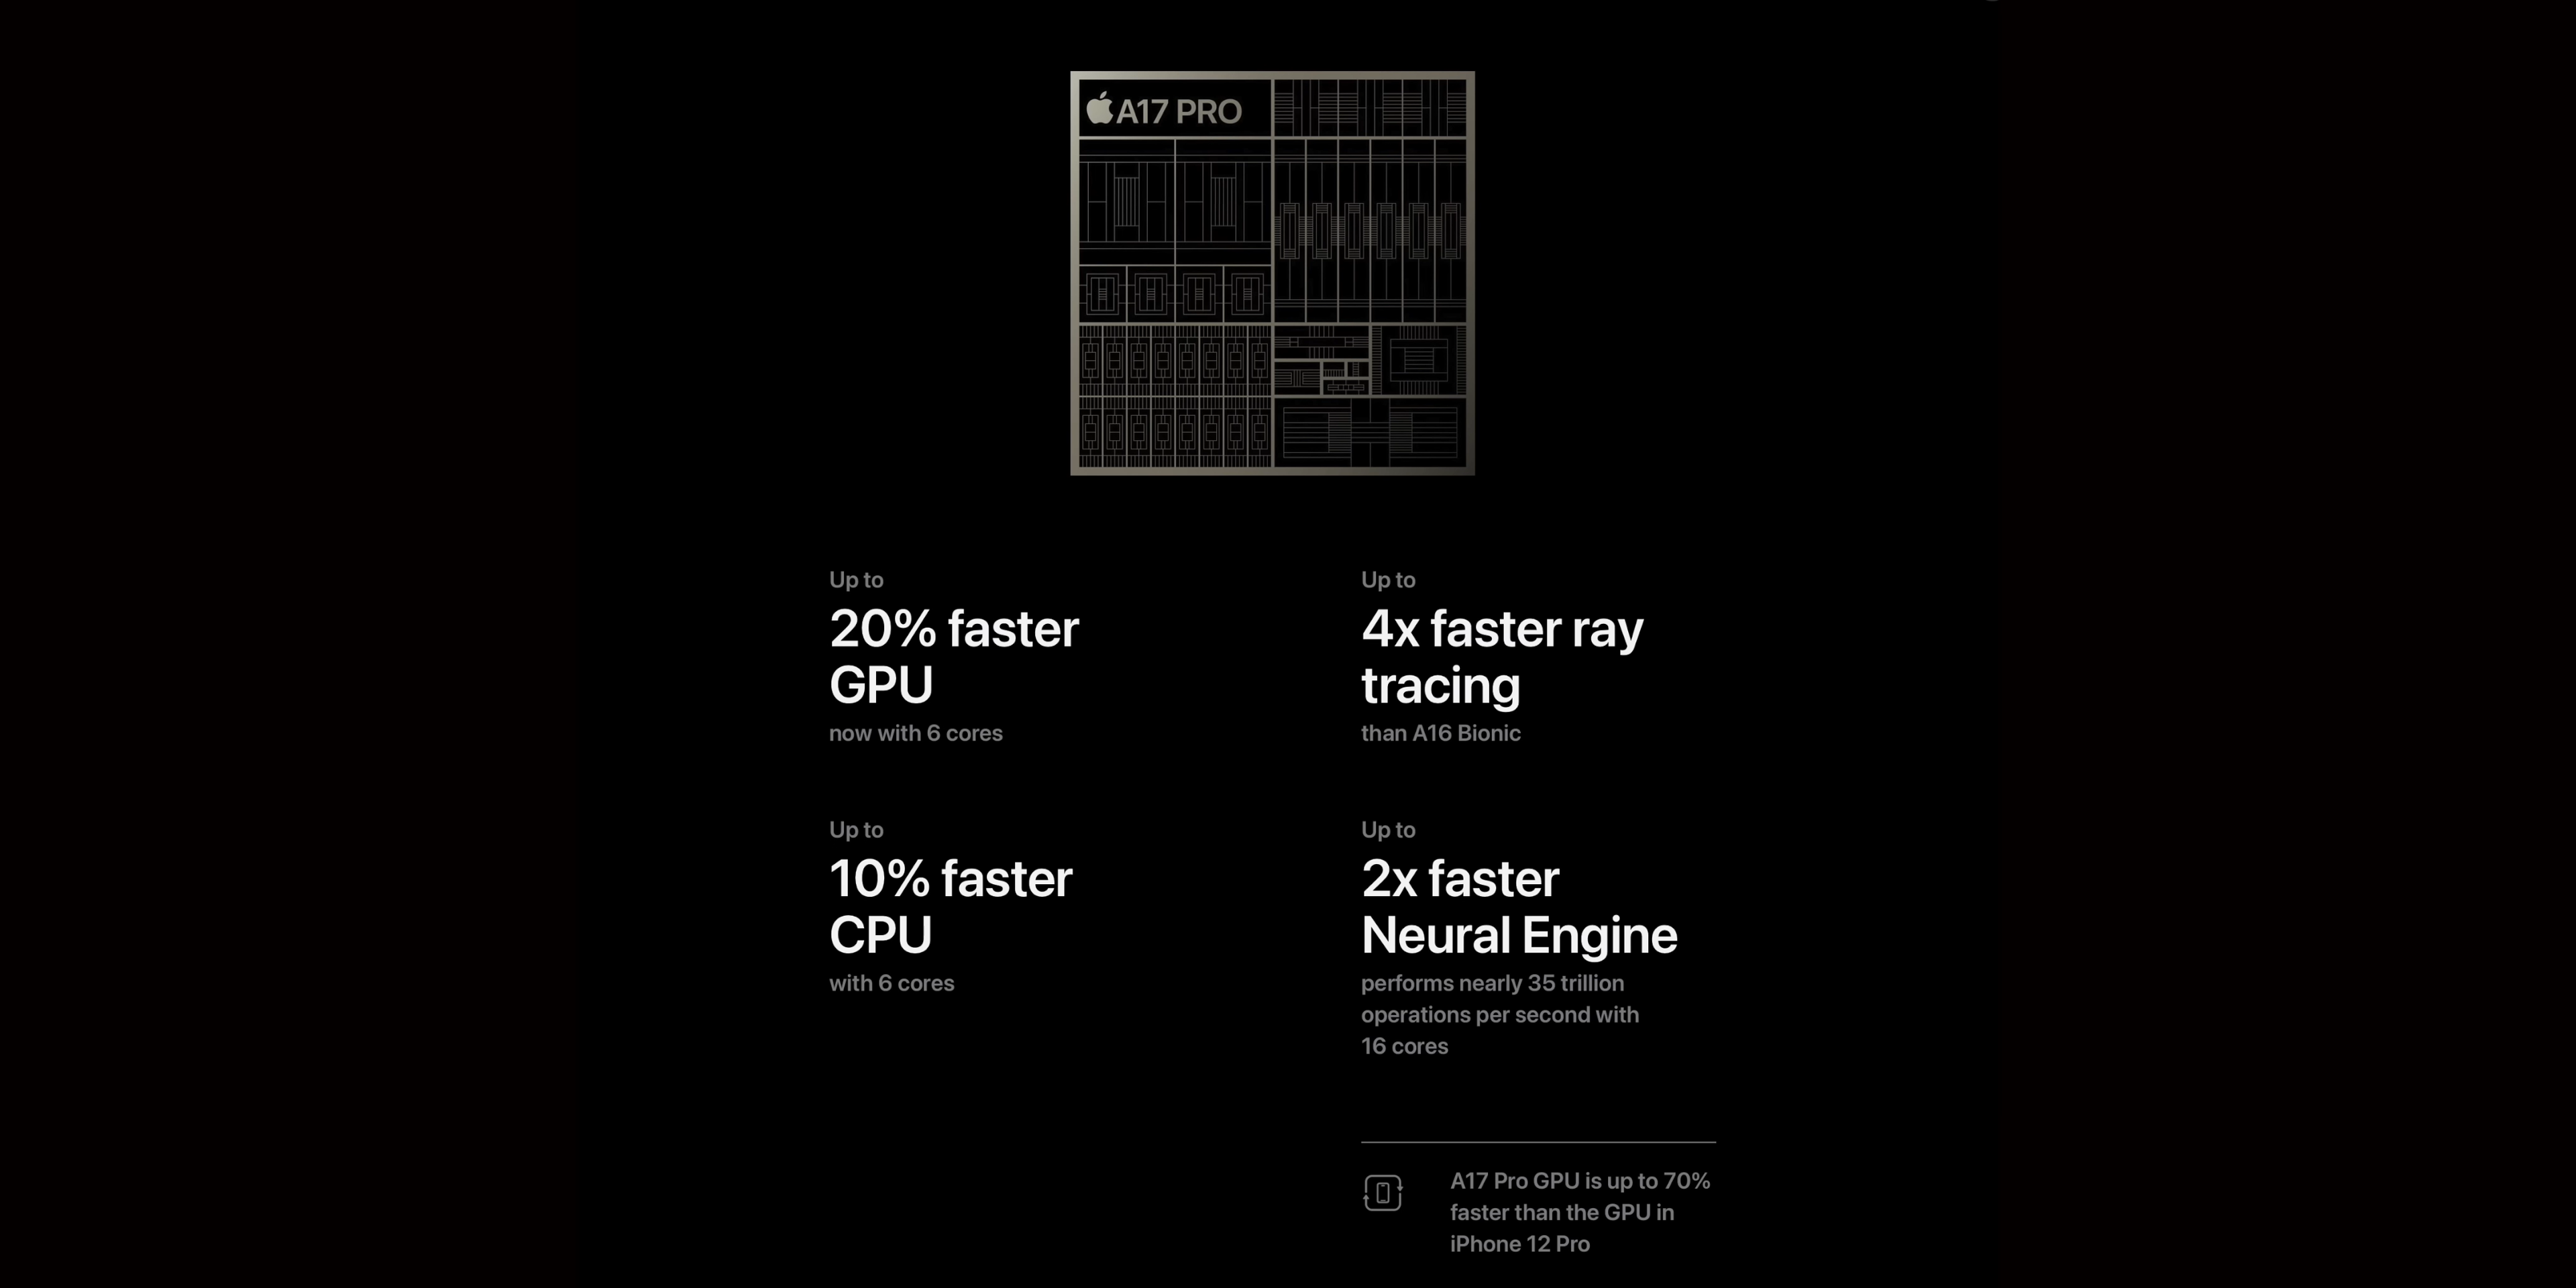 A17 PRO
Up to
20% faster
GPU
now with 6 cores
Up to
4x faster ray
tracing
than A16 Bionic
Up to
10% faster
CPU
with 6 cores
Up to
2x faster
Neural Engine
performs nearly 35 trillion
operations per second with
16 cores
A17 Pro GPU is up to 70%
faster than the GPU in
iPhone 12 Pro